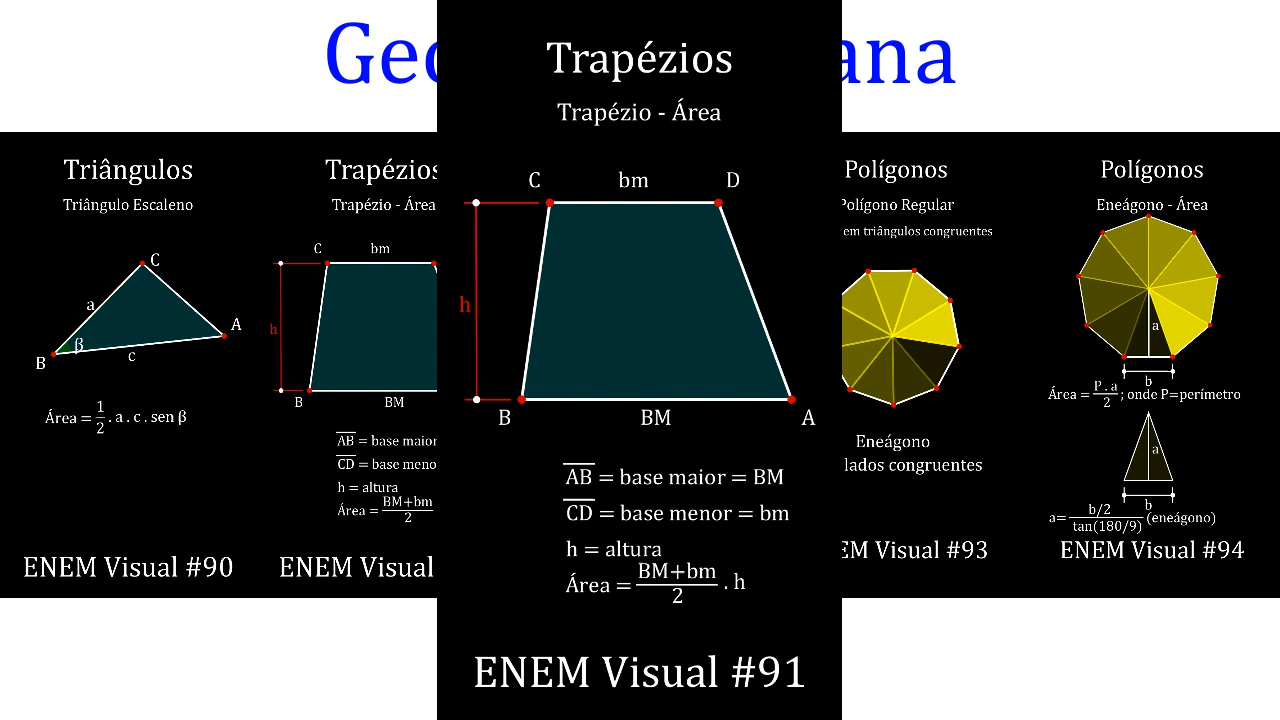 Geo
ana
Triângulos
Triângulo Escaleno
C
a
A
β
B
c
Área = 1/2 . a . c . sen β
ENEM Visual #90
Trapézios
Trapézio - Área
C bm
h
B BM
AB = base maior
CD = base meno
h = altura
Área = BM+bm/2
ENEM Visual
Trapézios
Trapézio - Área
C bm D
h
B BM A
AB = base maior = BM
CD = base menor = bm
h = altura
Área = BM+bm/2 . h
ENEM Visual #91
Polígonos
Polígono Regular
em triângulos congruentes
Eneágono
lados congruentes
EM Visual #93
Polígonos
Eneágono - Área
a
b
Área = P . a/2 ; onde P=perímetro
a
b
a= b/2/tan(180/9) (eneágono)
ENEM Visual #94